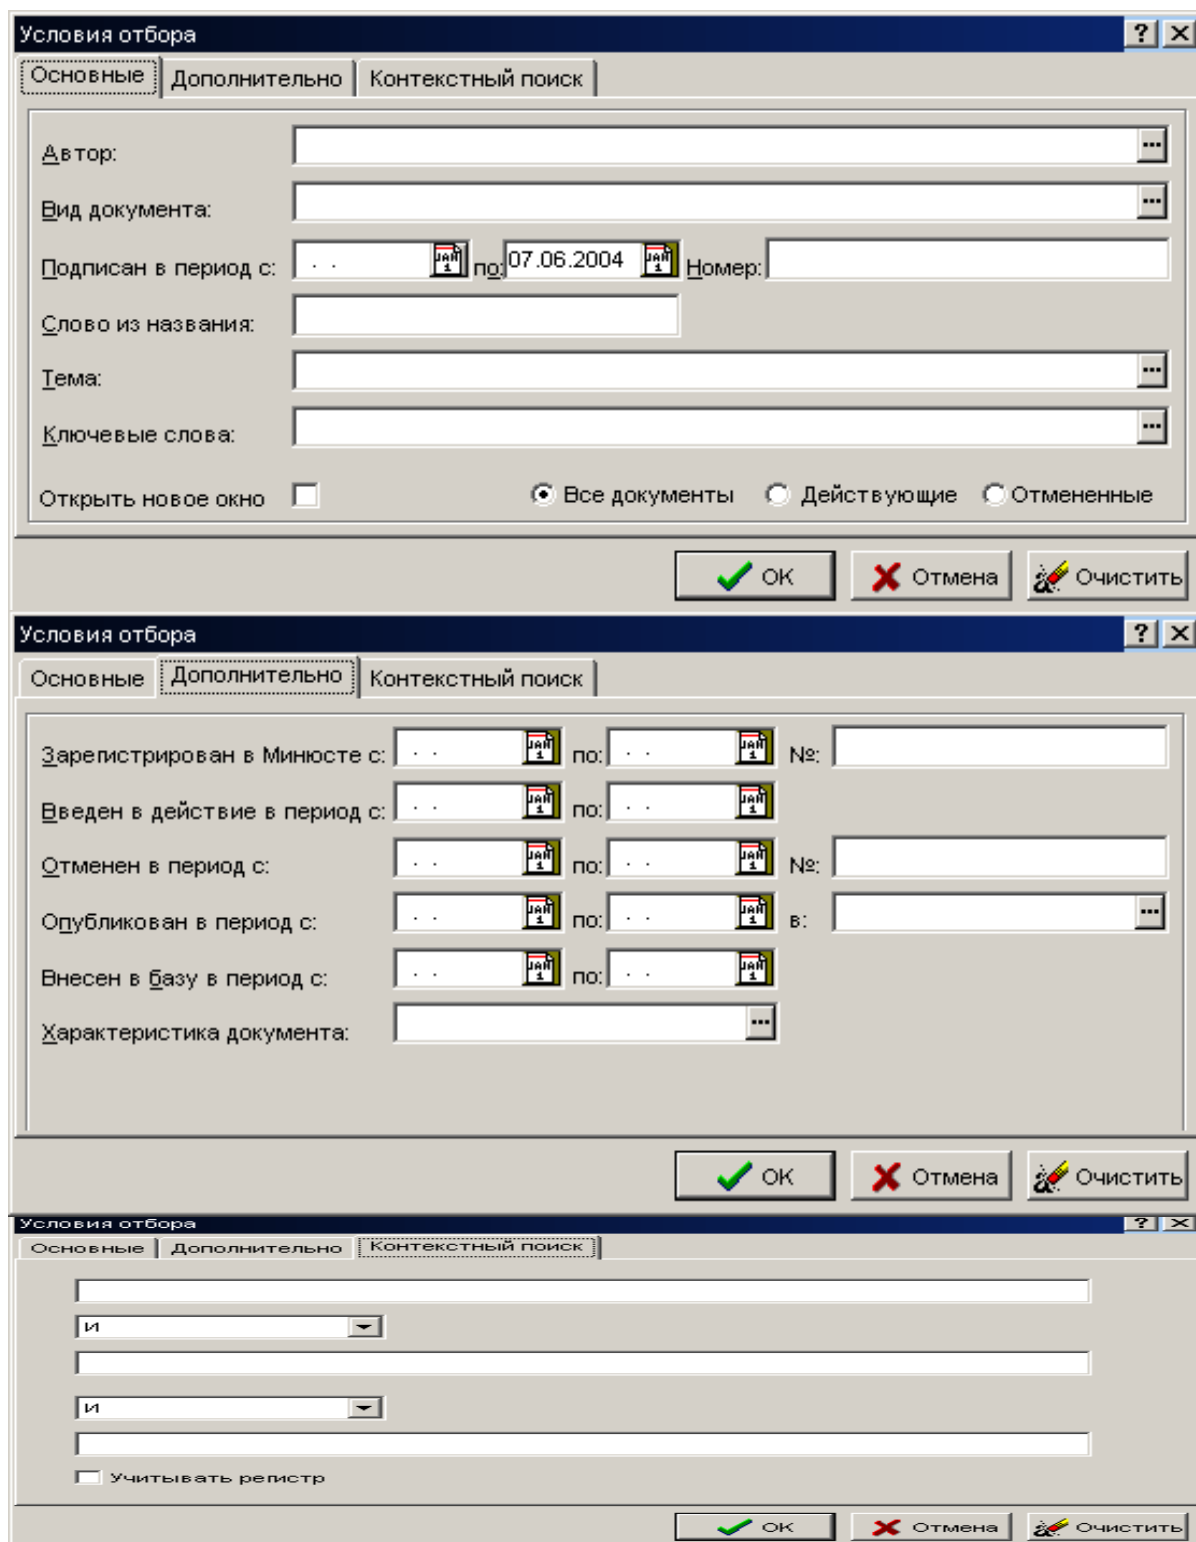 Условия отбора
Основные Дополнительно Контекстный поиск
Автор:
Вид документа:
Подписан в период с: . . по: 07.06.2004 Номер:
Слово из названия:
Тема:
Ключевые слова:
Открыть новое окно Все документы Действующие Отмененные
ОК Отмена Очистить
Условия отбора
Основные Дополнительно Контекстный поиск
Зарегистрирован в Минюсте с: . . по: . . №:
Введен в действие в период с: . . по: . .
Отменен в период с: . . по: . . №:
Опубликован в период с: . . по: . . в:
Внесен в базу в период с: . . по: . .
Характеристика документа:
ОК Отмена Очистить
Условия отбора
Основные Дополнительно Контекстный поиск
И
И
Учитывать регистр
ОК Отмена Очистить